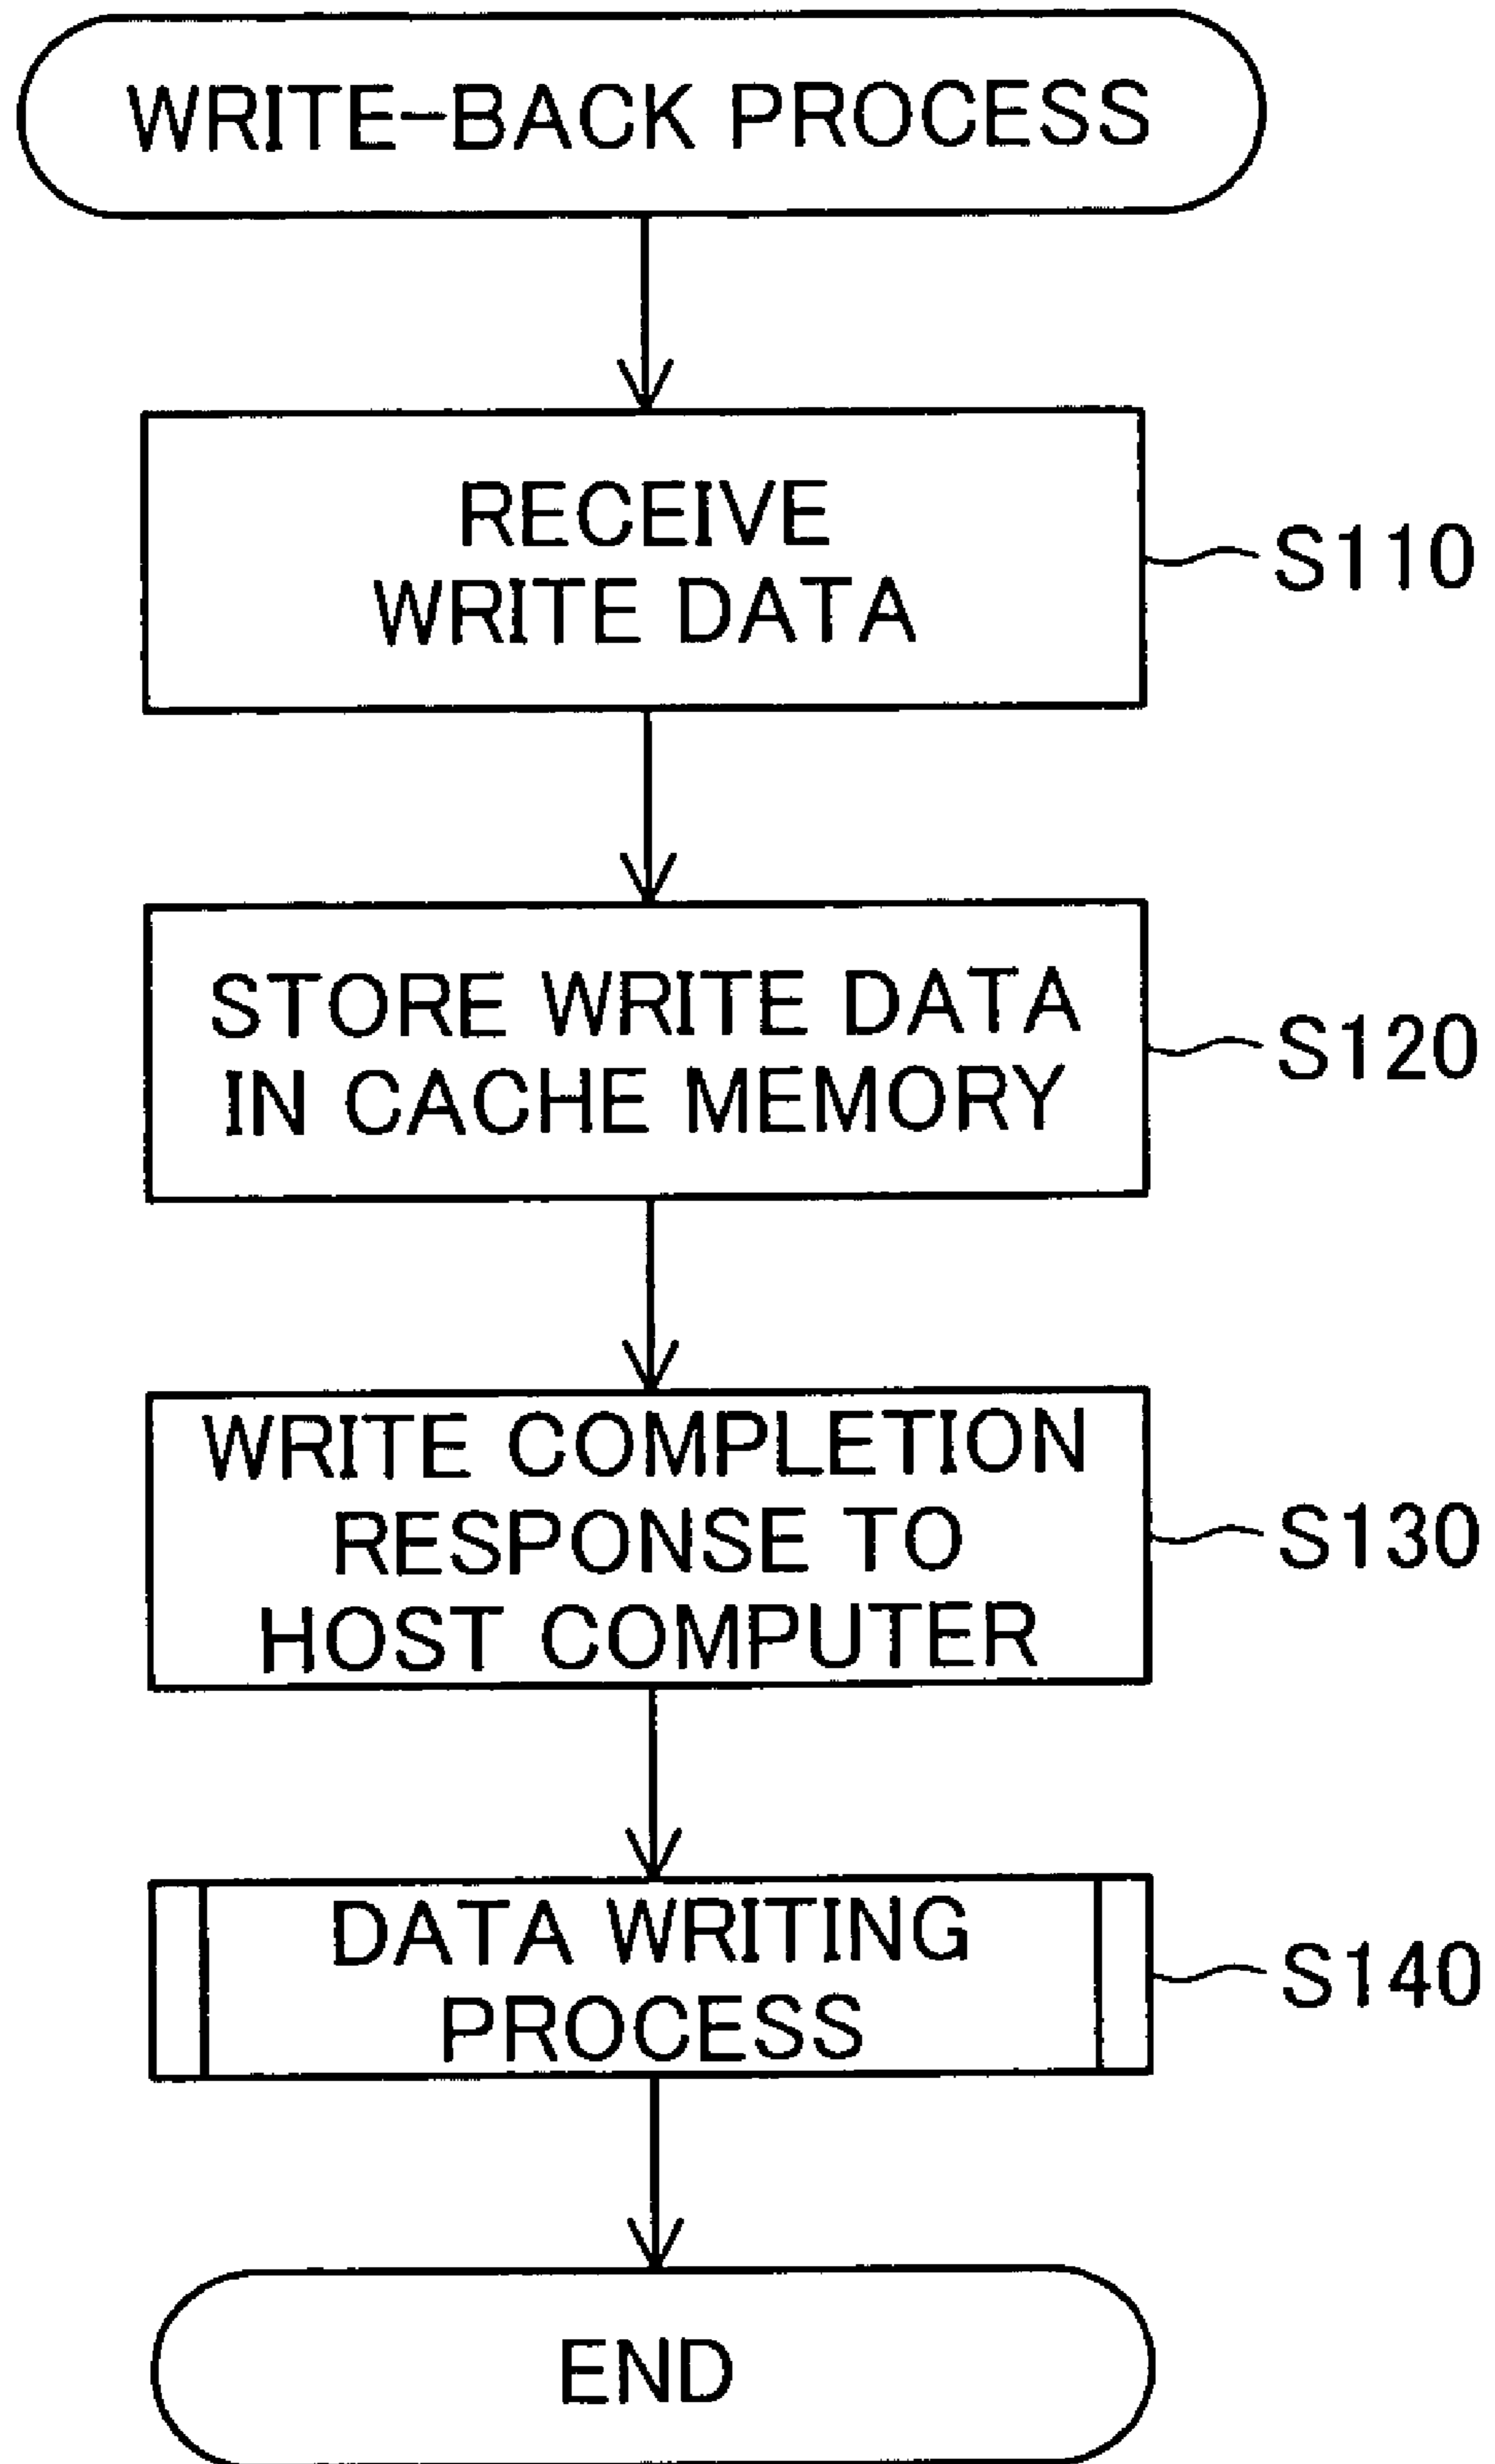 WRITE-BACK PROCESS
RECEIVE
WRITE DATA
S110
STORE WRITE DATA
IN CACHE MEMORY
S120
WRITE COMPLETION
RESPONSE TO
HOST COMPUTER
S130
DATA WRITING
PROCESS
S140
END